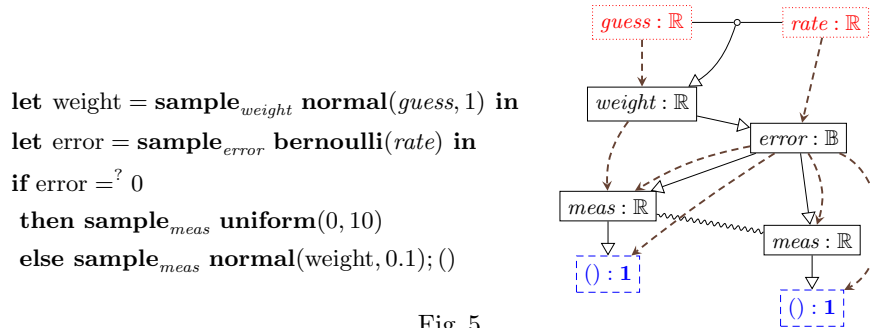 let weight = sample_weight normal(guess, 1) in
let error = sample_error bernoulli(rate) in
if error =? 0
then sample_meas uniform(0, 10)
else sample_meas normal(weight, 0.1); ()
guess : ℝ
rate : ℝ
weight : ℝ
error : 𝔹
meas : ℝ
meas : ℝ
() : 1
() : 1
Fig. 5